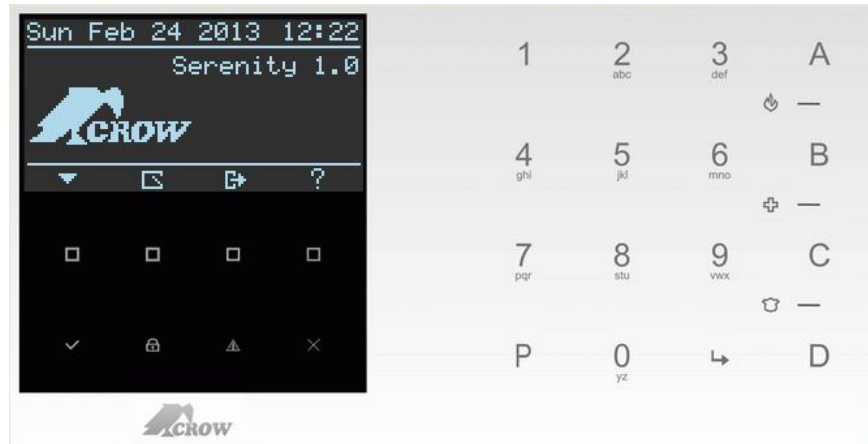 Sun Feb 24 2013 12:22
Serenity 1.0
CROW
?
1 2 3 A
abc def
4 5 6 B
ghi jkl mno
7 8 9 C
pqr stu vwx
P 0 D
yz
CROW